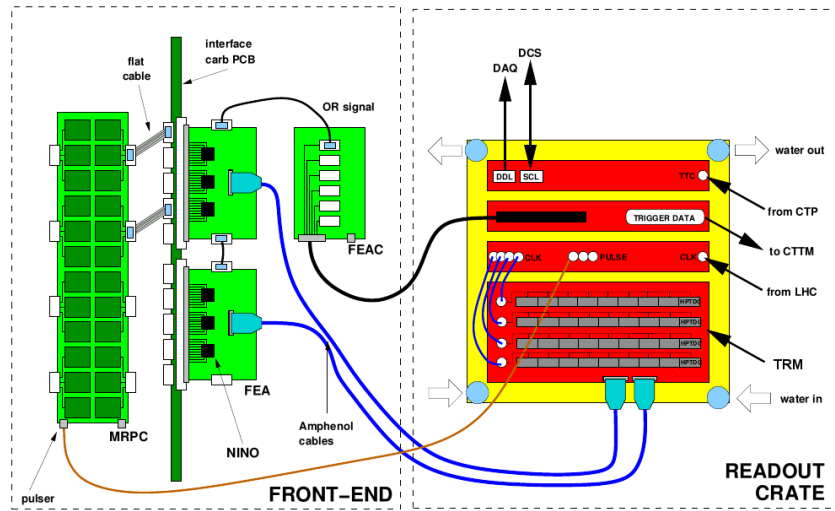 interface
carb PCB
flat
cable
OR signal
FEAC
FEA
MRPC
NINO
Amphenol
cables
pulser
FRONT-END
DCS
DAQ
water out
DDL
SCL
TTC
from CTP
TRIGGER DATA
to CTTM
CLK
PULSE
CLK
from LHC
HPTDC
HPTDC
HPTDC
HPTDC
TRM
water in
READOUT
CRATE